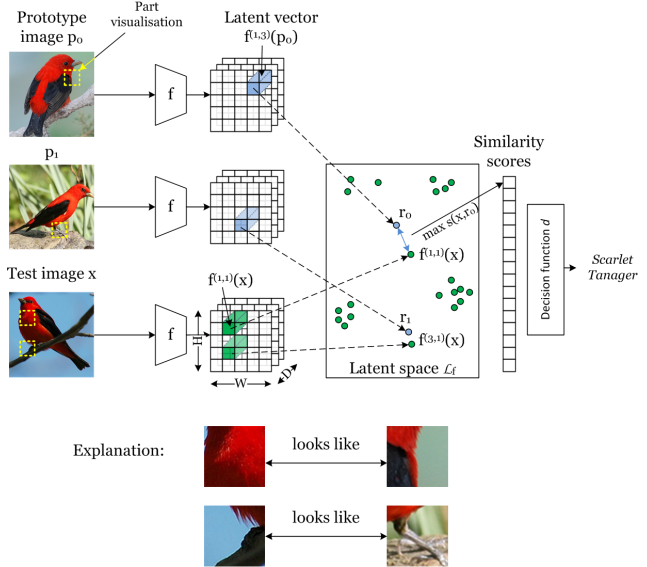 Prototype
image p₀
Part
visualisation
Latent vector
f⁽¹,³⁾(p₀)
f
p₁
f
Similarity
scores
r₀
max s(x,r₀)
f⁽¹,¹⁾(x)
Decision function d
Scarlet
Tanager
Test image x
f⁽¹,¹⁾(x)
f
H
W
D
r₁
f⁽³,¹⁾(x)
Latent space ℒf
Explanation:
looks like
looks like